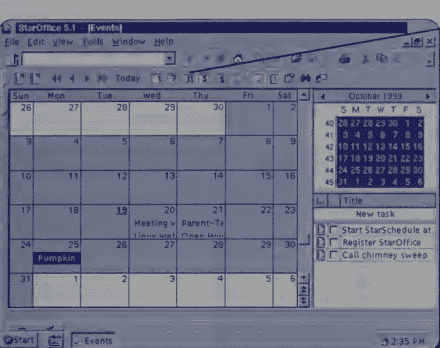 StarOffice 5.1 - [Events]
File Edit View Tools Window Help
Today
Sun Mon Tue Wed Thu Fri Sat
26 27 28 29 30 1 2
3 4 5 6 7 8 9
10 11 12 13 14 15 16
17 18 19 20 21 22 23
Meeting w Parent-Te
24 25 26 27 28 29 30
Pumpkin
31 1 2 3 4 5 6
October 1999
S M T W T F S
40 26 27 28 29 30 1 2
41 3 4 5 6 7 8 9
42 10 11 12 13 14 15 16
43 17 18 19 20 21 22 23
44 24 25 26 27 28 29 30
45 31 1 2 3 4 5 6
Title
New task
Start StarSchedule at
Register StarOffice
Call chimney sweep
Start Events 2:35 PM